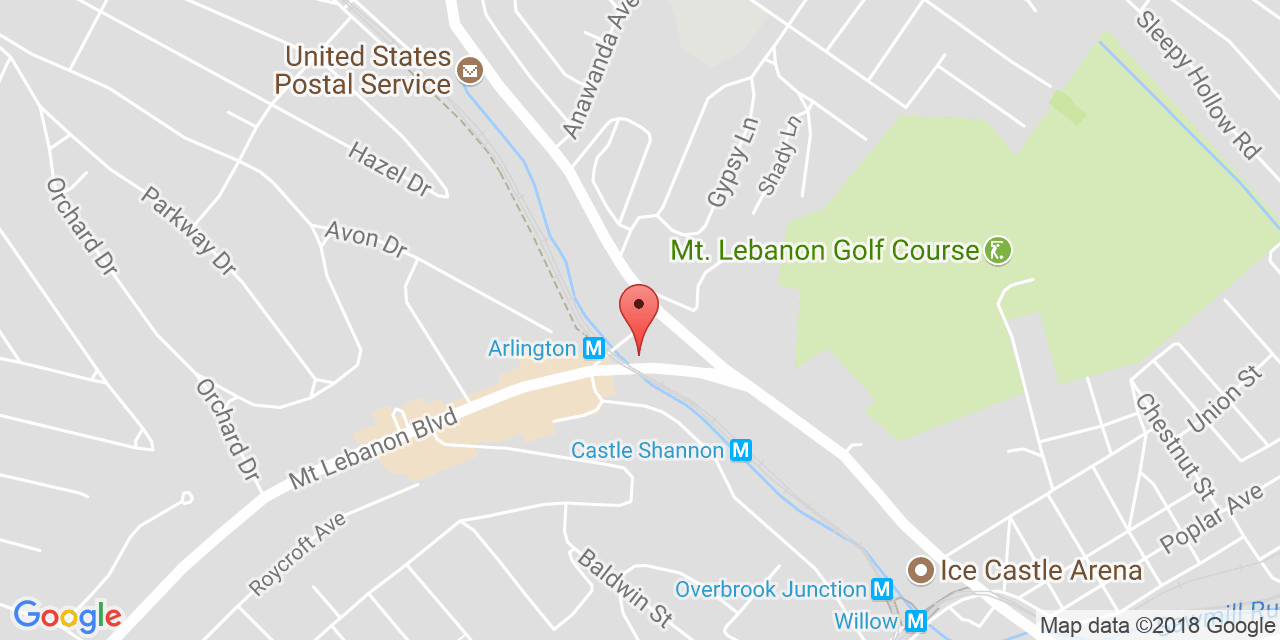 United States
Postal Service
Anawanda Ave
Sleepy Hollow Rd
Hazel Dr
Gypsy Ln
Shady Ln
Orchard Dr
Parkway Dr
Avon Dr
Mt. Lebanon Golf Course
Arlington
M
Orchard Dr
Mt Lebanon Blvd
Castle Shannon
M
Union St
Chestnut St
Poplar Ave
Roycroft Ave
Baldwin St
Overbrook Junction
M
Ice Castle Arena
Willow
M
Google
Map data ©2018 Google